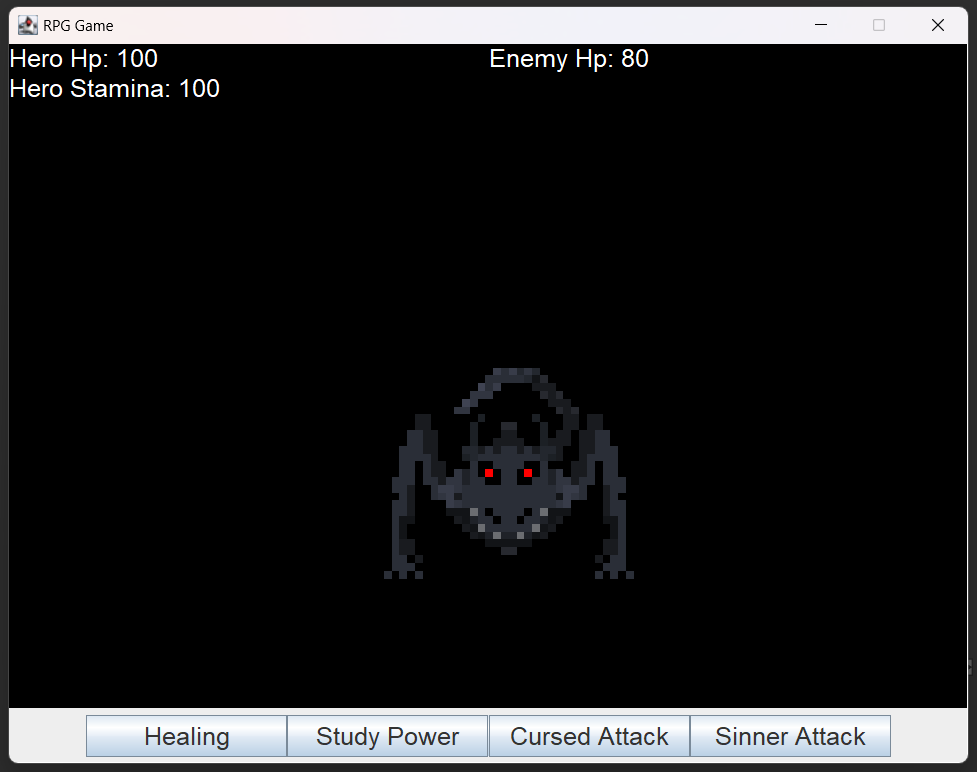 RPG Game
Hero Hp: 100
Enemy Hp: 80
Hero Stamina: 100
Healing
Study Power
Cursed Attack
Sinner Attack